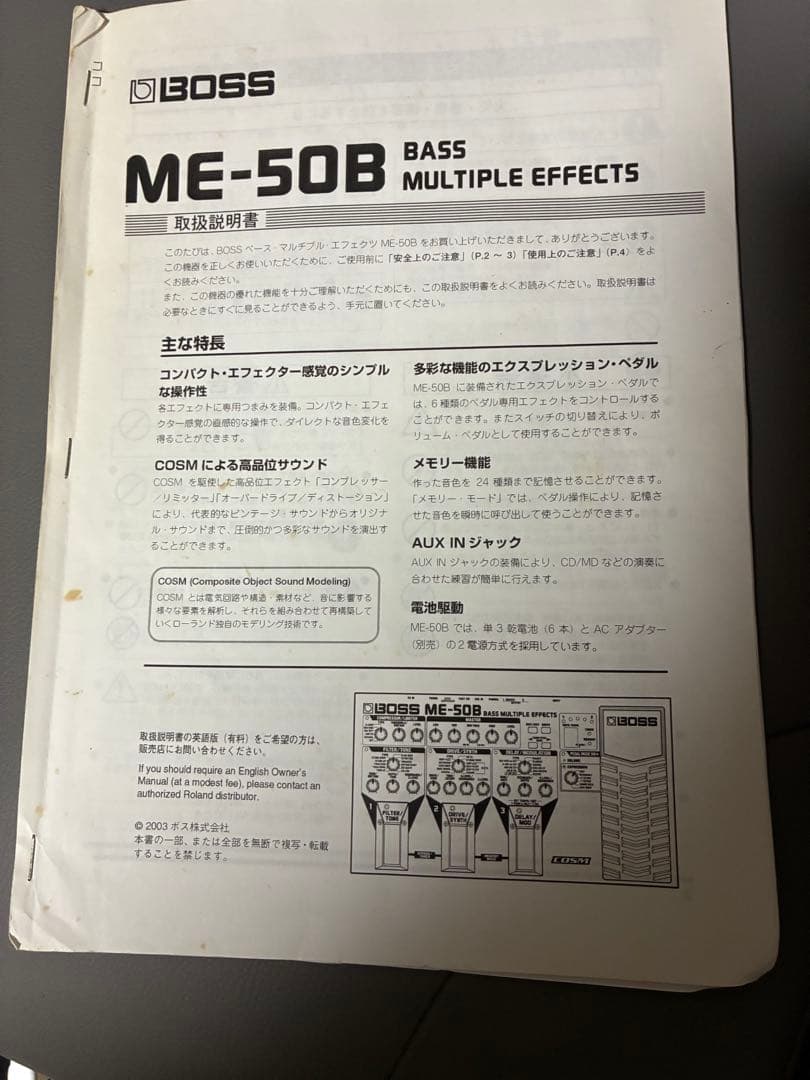 ココ
BOSS
ME-50B BASS MULTIPLE EFFECTS
取扱説明書
このたびは、BOSS ベース・マルチプル・エフェクツ ME-50B をお買い上げいただきまして、ありがとうございます。
この機器を正しくお使いいただくために、ご使用前に「安全上のご注意」(P.2 ～ 3)「使用上のご注意」(P.4) をよ
くお読みください。
また、この機器の優れた機能を十分ご理解いただくためにも、この取扱説明書をよくお読みください。取扱説明書は
必要なときにすぐに見ることができるよう、手元に置いてください。
主な特長
コンパクト・エフェクター感覚のシンプル
な操作性
各エフェクトに専用つまみを装備。コンパクト・エフェ
クター感覚の直感的な操作で、ダイレクトな音色変化を
得ることができます。
COSM による高品位サウンド
COSM を駆使した高品位エフェクト「コンプレッサー
／リミッター」「オーバードライブ／ディストーション」
により、代表的なビンテージ・サウンドからオリジナ
ル・サウンドまで、圧倒的かつ多彩なサウンドを演出す
ることができます。
COSM (Composite Object Sound Modeling)
COSM とは電気回路や構造・素材など、音に影響する
様々な要素を解析し、それらを組み合わせて再構築して
いくローランド独自のモデリング技術です。
多彩な機能のエクスプレッション・ペダル
ME-50B に装備されたエクスプレッション・ペダルで
は、6 種類のペダル専用エフェクトをコントロールする
ことができます。またスイッチの切り替えにより、ボ
リューム・ペダルとして使用することができます。
メモリー機能
作った音色を 24 種類まで記憶させることができます。
「メモリー・モード」では、ペダル操作により、記憶さ
せた音色を瞬時に呼び出して使うことができます。
AUX IN ジャック
AUX IN ジャックの装備により、CD/MD などの演奏に
合わせた練習が簡単に行えます。
電池駆動
ME-50B では、単 3 乾電池（6 本）と AC アダプター
（別売）の 2 電源方式を採用しています。
取扱説明書の英語版（有料）をご希望の方は、
販売店にお問い合わせください。
If you should require an English Owner's
Manual (at a modest fee), please contact an
authorized Roland distributor.
© 2003 ボス株式会社
本書の一部、または全部を無断で複写・転載
することを禁じます。
BOSS ME-50B BASS MULTIPLE EFFECTS
BOSS
COMPRESSOR/LIMITER
MASTER
FILTER/TONE
DRIVE/SYNTH
DELAY/MODULATION
1 FILTER/TONE
2 DRIVE/SYNTH
3 DELAY/MOD
COSM